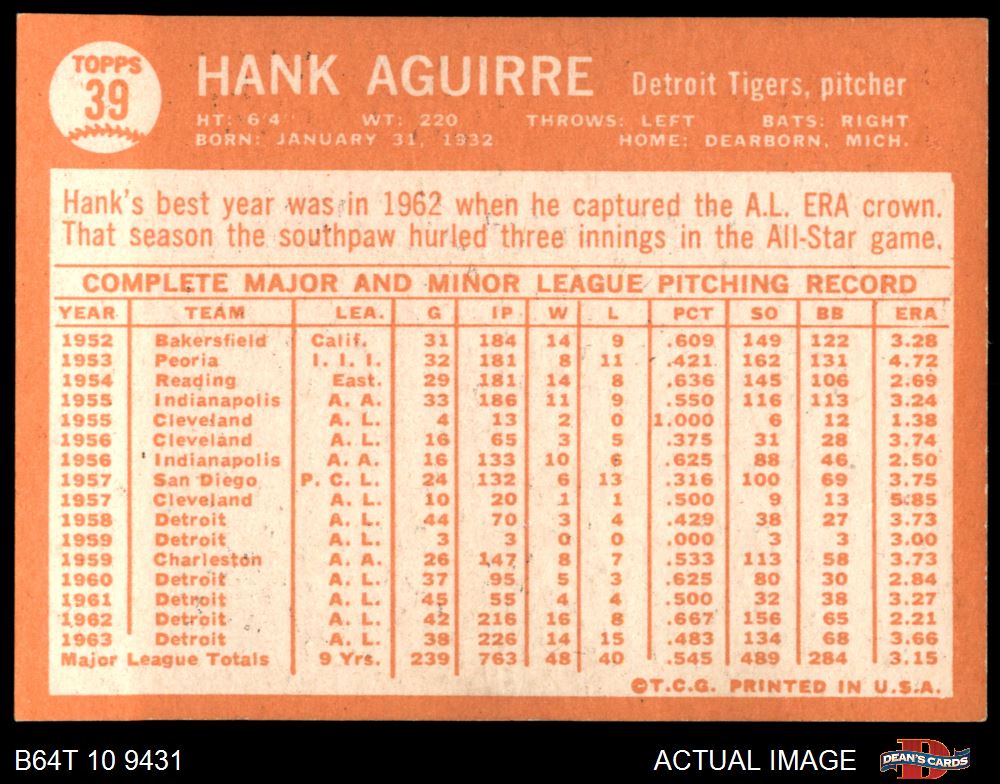 TOPPS
39
HANK AGUIRRE Detroit Tigers, pitcher
HT: 6'4" WT: 220 THROWS: LEFT BATS: RIGHT
BORN: JANUARY 31, 1932 HOME: DEARBORN, MICH.
Hank's best year was in 1962 when he captured the A.L. ERA crown.
That season the southpaw hurled three innings in the All-Star game.
COMPLETE MAJOR AND MINOR LEAGUE PITCHING RECORD
YEAR TEAM LEA. G IP W L PCT SO BB ERA
1952 Bakersfield Calif. 31 184 14 9 .609 149 122 3.28
1953 Peoria I. I. I. 32 181 8 11 .421 162 131 4.72
1954 Reading East. 29 181 14 8 .636 145 106 2.69
1955 Indianapolis A. A. 33 186 11 9 .550 116 113 3.24
1955 Cleveland A. L. 4 13 2 0 1.000 6 12 1.38
1956 Cleveland A. L. 16 65 3 5 .375 31 28 3.74
1956 Indianapolis A. A. 16 133 10 6 .625 88 46 2.50
1957 San Diego P. C. L. 24 132 6 13 .316 100 69 3.75
1957 Cleveland A. L. 10 20 1 1 .500 9 13 5.85
1958 Detroit A. L. 44 70 3 4 .429 38 27 3.73
1959 Detroit A. L. 3 3 0 0 .000 3 3 3.00
1959 Charleston A. A. 26 147 8 7 .533 113 58 3.73
1960 Detroit A. L. 37 95 5 3 .625 80 30 2.84
1961 Detroit A. L. 45 55 4 4 .500 32 38 3.27
1962 Detroit A. L. 42 216 16 8 .667 156 65 2.21
1963 Detroit A. L. 38 226 14 15 .483 134 68 3.66
Major League Totals 9 Yrs. 239 763 48 40 .545 489 284 3.15
©T.C.G. PRINTED IN U.S.A.
B64T 10 9431 ACTUAL IMAGE DEAN'S CARDS